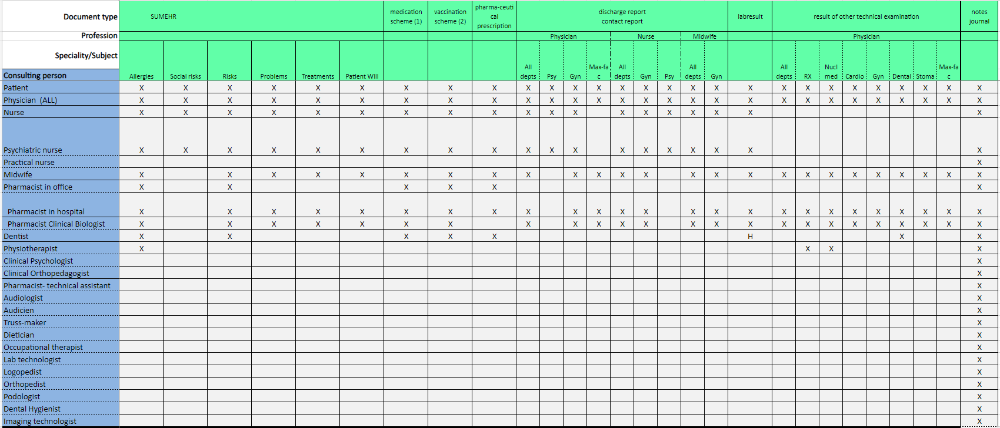 Document type SUMEHR medication scheme (1) vaccination scheme (2) pharma-ceuti cal prescription discharge report contact report labresult result of other technical examination notes journal
Profession Physician Nurse Midwife Physician
Speciality/Subject
Consulting person Allergies Social risks Risks Problems Treatments Patient Will All depts Psy Gyn Max-fa c All depts Gyn Psy All depts Gyn All depts RX Nucl med Cardio Gyn Dental Stoma Max-fa c
Patient X X X X X X X X X X X X X X X X X X X X X X X X X X X X
Physician (ALL) X X X X X X X X X X X X X X X X X X X X X X X X X X X X
Nurse X X X X X X X X X X X X X X X X X X X
Psychiatric nurse X X X X X X X X X X X X X X X X X X X
Practical nurse X
Midwife X X X X X X X X X X X X X X X X X X X X X X X X X
Pharmacist in office X X X X X X
Pharmacist in hospital X X X X X X X X X X X X X X X X X X X X X X X X X
Pharmacist Clinical Biologist X X X X X X X X X X X X X X X X X X X X X X X X
Dentist X X X X X H X X
Physiotherapist X X X X
Clinical Psychologist X
Clinical Orthopedagogist X
Pharmacist- technical assistant X
Audiologist X
Audicien X
Truss-maker X
Dietician X
Occupational therapist X
Lab technologist X
Logopedist X
Orthopedist X
Podologist X
Dental Hygienist X
Imaging technologist X